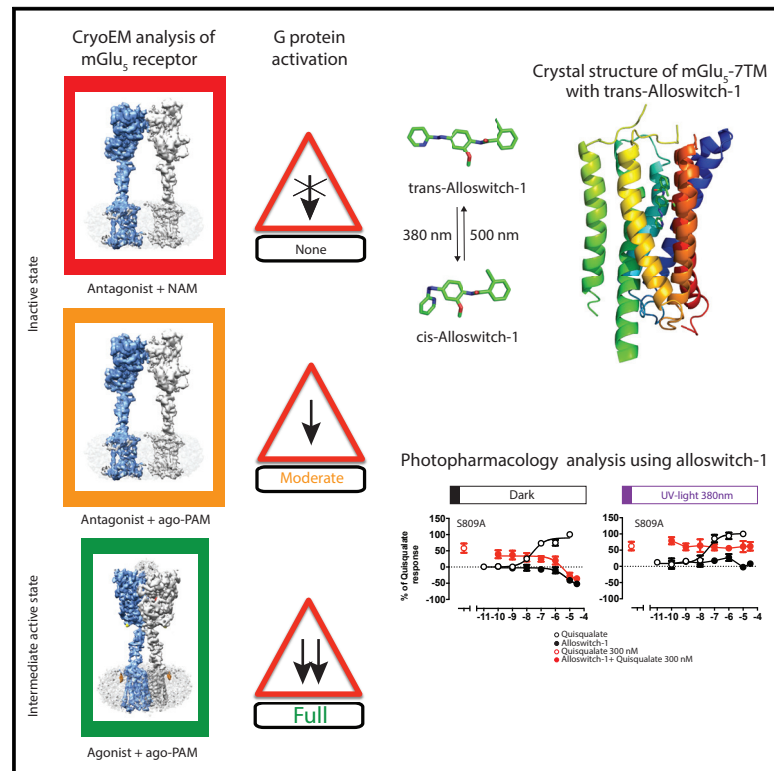 CryoEM analysis of
mGlu5 receptor
G protein
activation
Inactive state
None
Antagonist + NAM
Moderate
Antagonist + ago-PAM
Intermediate active state
Full
Agonist + ago-PAM
trans-Alloswitch-1
380 nm
500 nm
cis-Alloswitch-1
Crystal structure of mGlu5-7TM
with trans-Alloswitch-1
Photopharmacology analysis using alloswitch-1
Dark
UV-light 380nm
% of Quisqualate
response
S809A
150
100
50
0
-50
-100
-11 -10 -9 -8 -7 -6 -5 -4
S809A
150
100
50
0
-50
-100
-11 -10 -9 -8 -7 -6 -5 -4
Quisqualate
Alloswitch-1
Quisqualate 300 nM
Alloswitch-1+ Quisqualate 300 nM